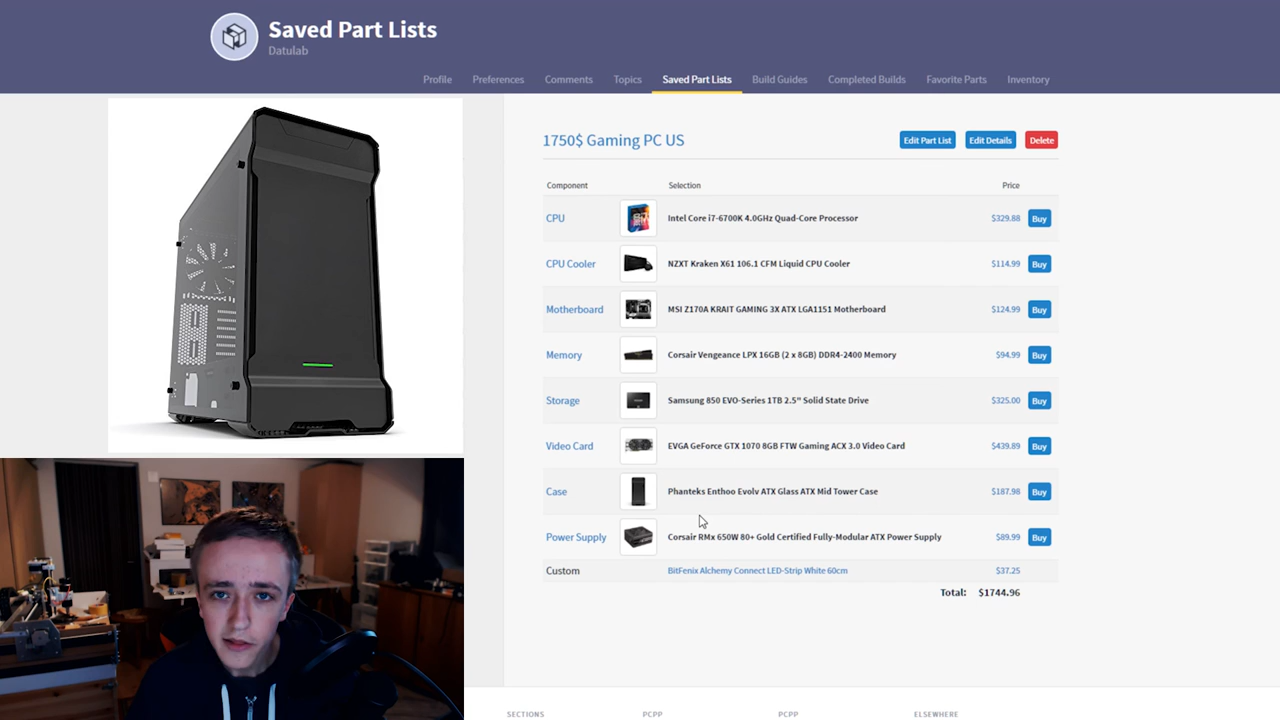 Saved Part Lists
Datulab
Profile Preferences Comments Topics Saved Part Lists Build Guides Completed Builds Favorite Parts Inventory
1750$ Gaming PC US Edit Part List Edit Details Delete
Component Selection Price
CPU Intel Core i7-6700K 4.0GHz Quad-Core Processor $329.88 Buy
CPU Cooler NZXT Kraken X61 106.1 CFM Liquid CPU Cooler $114.99 Buy
Motherboard MSI Z170A KRAIT GAMING 3X ATX LGA1151 Motherboard $124.99 Buy
Memory Corsair Vengeance LPX 16GB (2 x 8GB) DDR4-2400 Memory $94.99 Buy
Storage Samsung 850 EVO-Series 1TB 2.5" Solid State Drive $325.00 Buy
Video Card EVGA GeForce GTX 1070 8GB FTW Gaming ACX 3.0 Video Card $439.89 Buy
Case Phanteks Enthoo Evolv ATX Glass ATX Mid Tower Case $187.98 Buy
Power Supply Corsair RMx 650W 80+ Gold Certified Fully-Modular ATX Power Supply $89.99 Buy
Custom BitFenix Alchemy Connect LED-Strip White 60cm $37.25
Total: $1744.96
SECTIONS PCPP PCPP ELSEWHERE